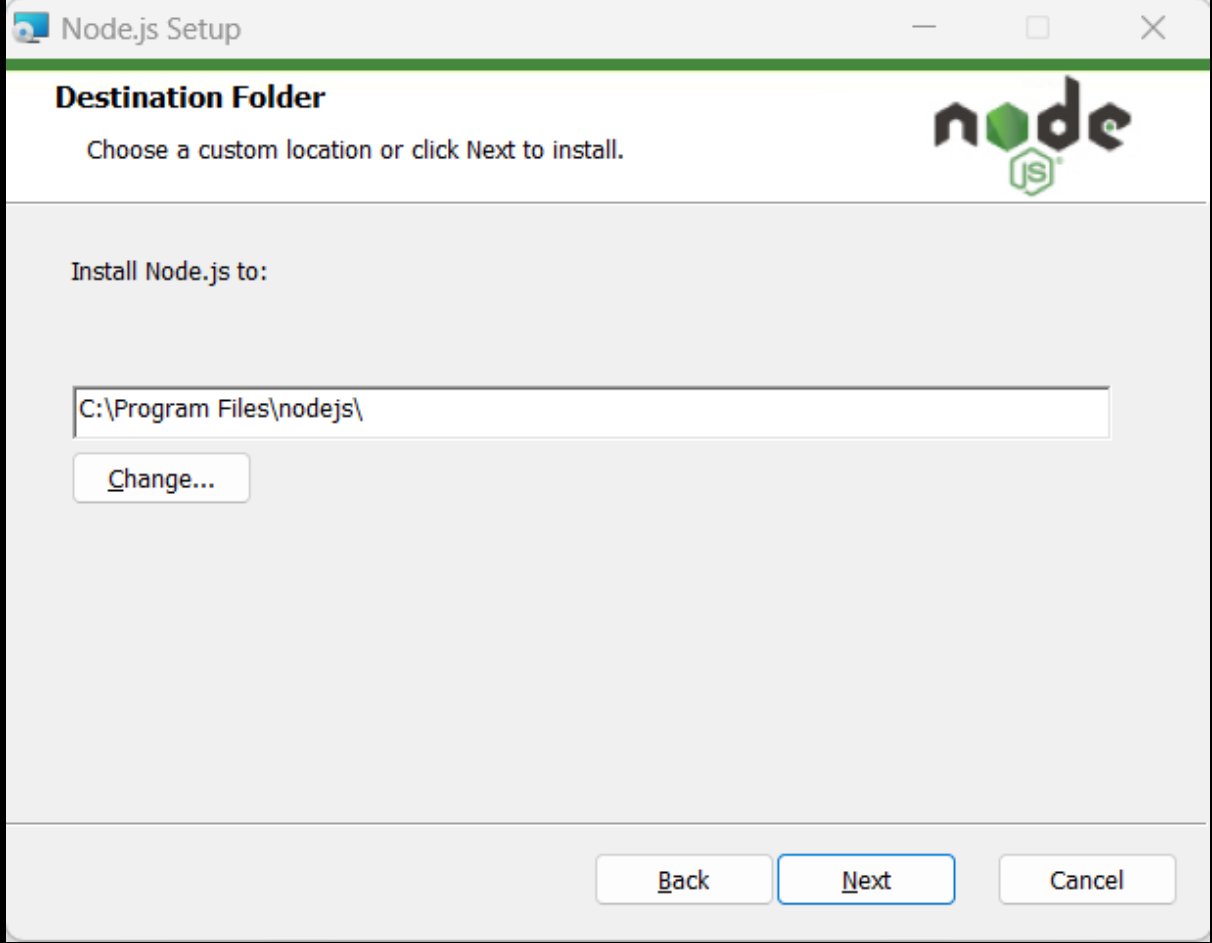 Node.js Setup
Destination Folder
Choose a custom location or click Next to install.
node
JS®
Install Node.js to:
C:\Program Files\nodejs\
Change...
Back
Next
Cancel